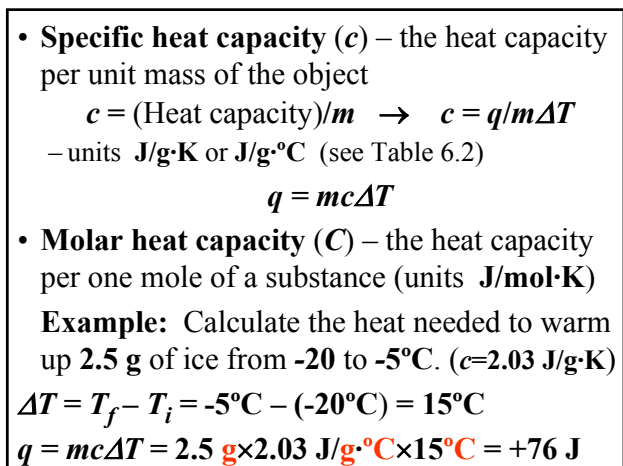 • Specific heat capacity (c) – the heat capacity
per unit mass of the object
c = (Heat capacity)/m → c = q/mΔT
– units J/g·K or J/g·ºC (see Table 6.2)
q = mcΔT
• Molar heat capacity (C) – the heat capacity
per one mole of a substance (units J/mol·K)
Example: Calculate the heat needed to warm
up 2.5 g of ice from -20 to -5ºC. (c=2.03 J/g·K)
ΔT = Tf – Ti = -5ºC – (-20ºC) = 15ºC
q = mcΔT = 2.5 g×2.03 J/g·ºC×15ºC = +76 J